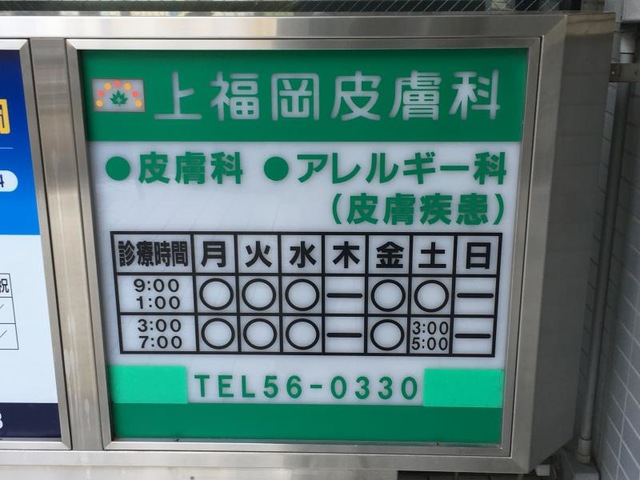 上福岡皮膚科
●皮膚科 ●アレルギー科
(皮膚疾患)
診療時間 月 火 水 木 金 土 日
9:00 1:00 ○ ○ ○ ー ○ ○ ー
3:00 7:00 ○ ○ ○ ー ○ 3:00 5:00 ー
TEL56-0330
祝